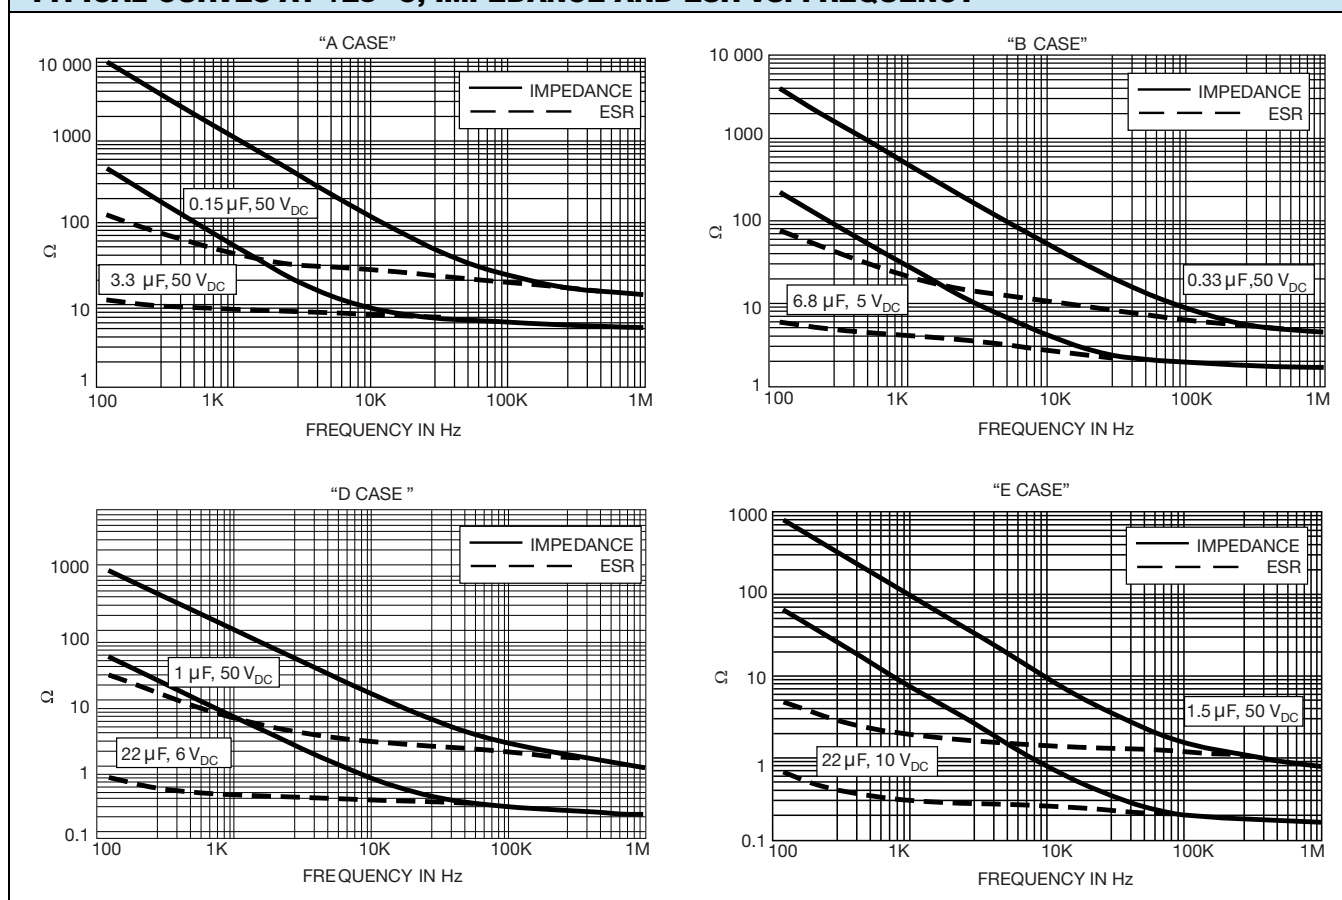 TYPICAL CURVES AT +25 °C, IMPEDANCE AND ESR VS. FREQUENCY
“A CASE”
10 000
1000
100
10
1
Ω
IMPEDANCE
ESR
0.15 µF, 50 VDC
3.3 µF, 50 VDC
100 1K 10K 100K 1M
FREQUENCY IN Hz
“B CASE”
10 000
1000
100
10
1
Ω
IMPEDANCE
ESR
0.33 µF, 50 VDC
6.8 µF, 5 VDC
100 1K 10K 100K 1M
FREQUENCY IN Hz
“D CASE ”
1000
100
10
1
0.1
Ω
IMPEDANCE
ESR
1 µF, 50 VDC
22 µF, 6 VDC
100 1K 10K 100K 1M
FREQUENCY IN Hz
“E CASE”
1000
100
10
1
0.1
Ω
IMPEDANCE
ESR
1.5 µF, 50 VDC
22 µF, 10 VDC
100 1K 10K 100K 1M
FREQUENCY IN Hz